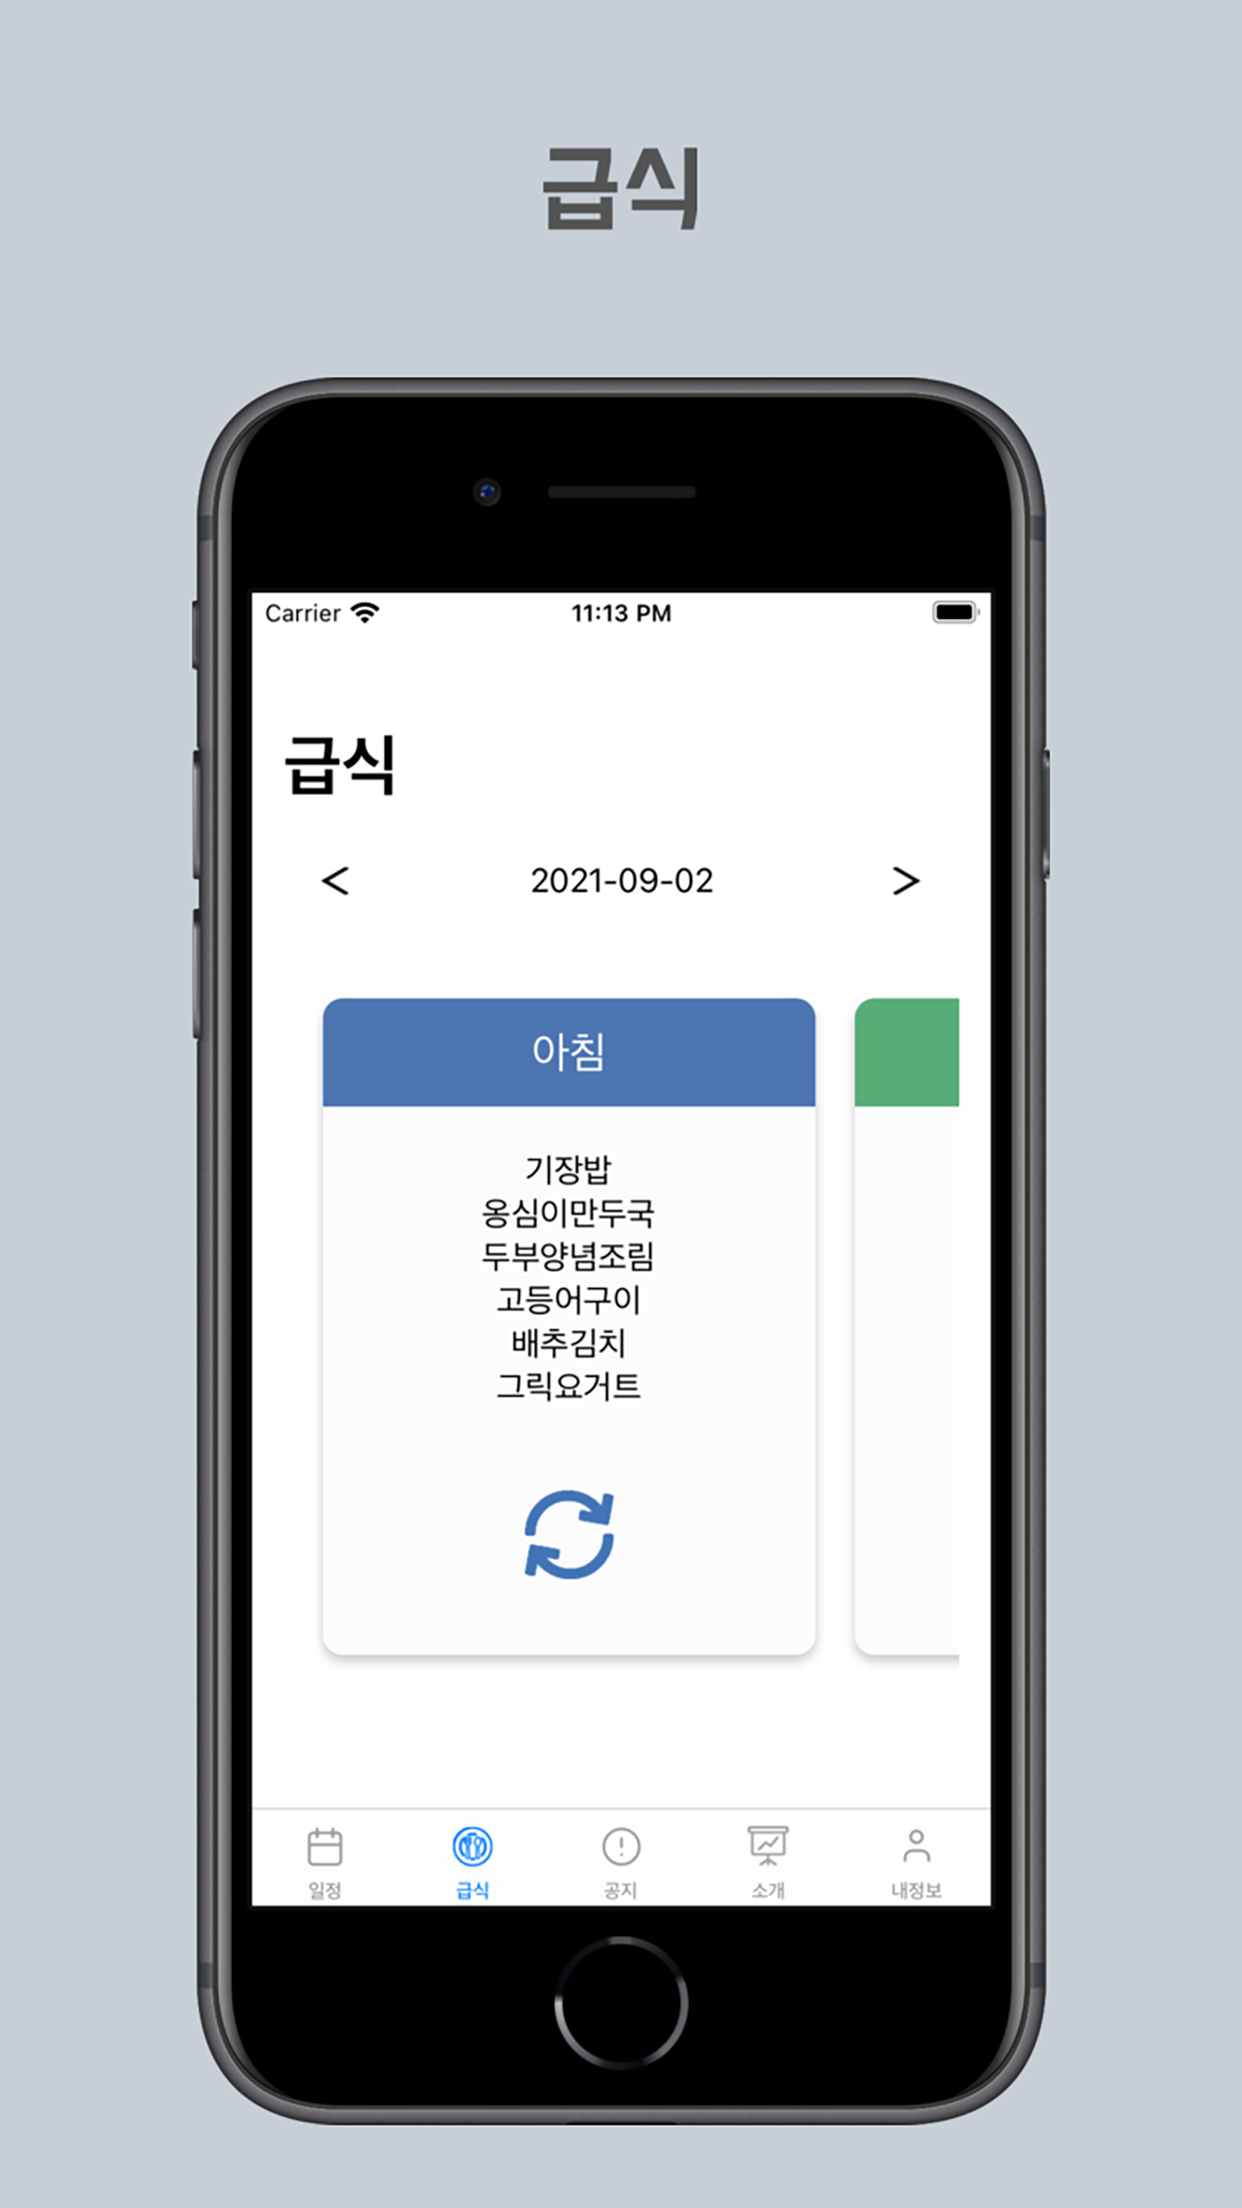 급식
Carrier 11:13 PM
급식
< 2021-09-02 >
아침
기장밥
옹심이만두국
두부양념조림
고등어구이
배추김치
그릭요거트
일정 급식 공지 소개 내정보